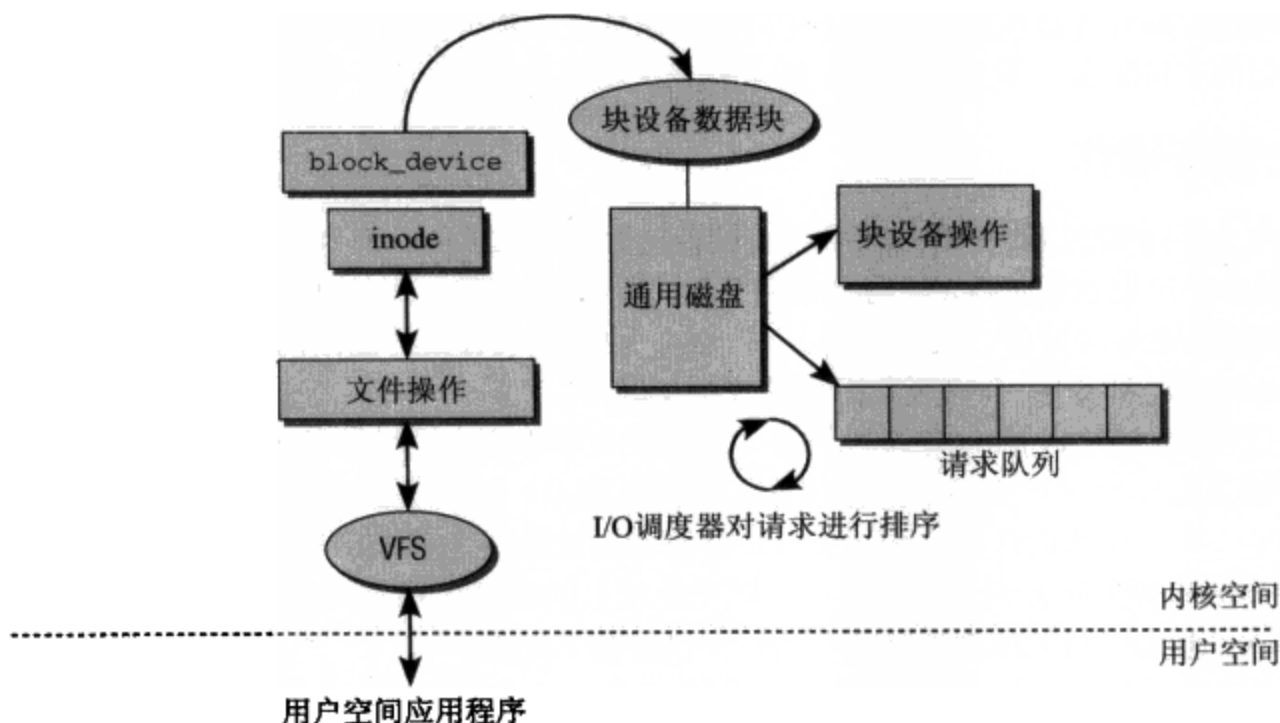 块设备数据块
block_device
inode
块设备操作
通用磁盘
文件操作
请求队列
I/O调度器对请求进行排序
VFS
内核空间
用户空间
用户空间应用程序